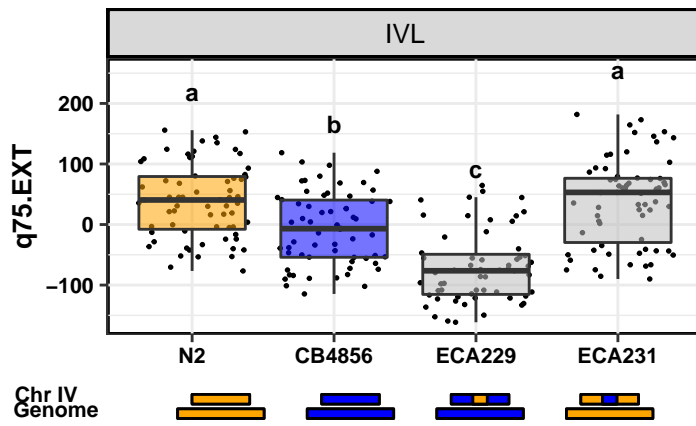 IVL
q75.EXT
200
100
0
−100
a
b
c
a
N2 CB4856 ECA229 ECA231
Chr IV
Genome